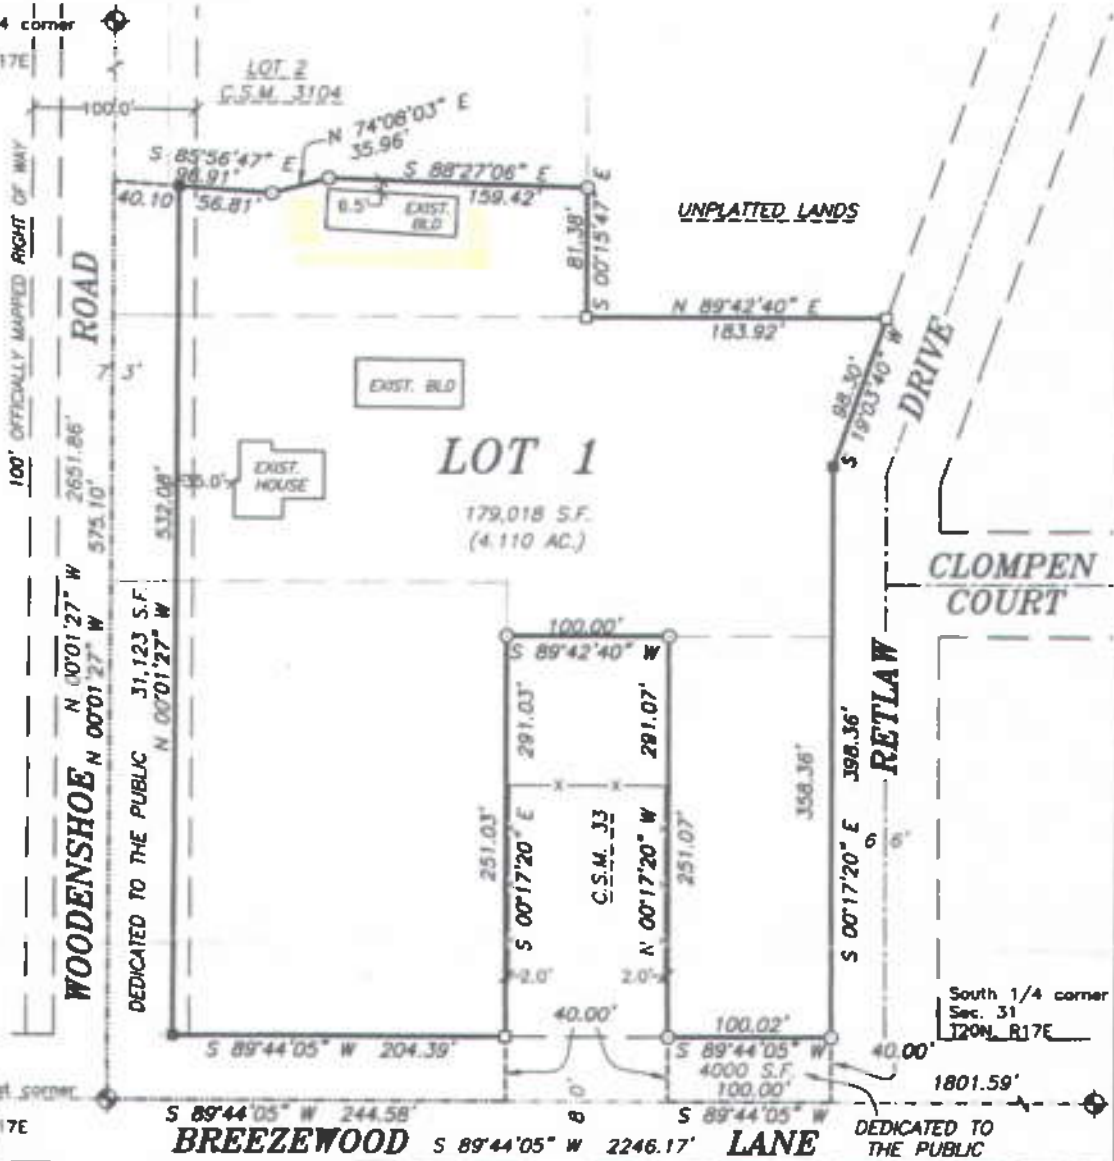 4 corner
17E
LOT 2
C.S.M. 3104
100.0'
N 74°08'03" E
35.96'
S 85°56'47" E
96.91'
40.10
56.81'
S 88°27'06" E
159.42'
6.5'
EXIST.
BLD
81.38'
S 00°15'47" E
UNPLATTED LANDS
N 89°42'40" E
183.92'
98.30'
S 19°03'40" W
DRIVE
100' OFFICIALLY MAPPED RIGHT OF WAY
ROAD
EXIST. BLD
LOT 1
179,018 S.F.
(4.110 AC.)
EXIST.
HOUSE
35.0'
2651.86'
575.10'
532.08'
N 00°01'27" W
N 00°01'27" W
31,123 S.F.
N 00°01'27" W
WOODENSHOE
DEDICATED TO THE PUBLIC
CLOMPEN
COURT
100.00'
S 89°42'40" W
291.03'
291.07'
251.03'
S 00°17'20" E
C.S.M. 33
N 00°17'20" W
251.07'
358.36'
S 00°17'20" E 398.36'
RETLAW
6 6'
2.0'
2.0'
40.00'
S 89°44'05" W 204.39'
100.02'
S 89°44'05" W
4000 S.F.
100.00'
S 89°44'05" W
40.00'
South 1/4 corner
Sec. 31
T20N, R17E
1801.59'
corner
17E
S 89°44'05" W 244.58'
BREEZEWOOD S 89°44'05" W 2246.17' LANE
DEDICATED TO
THE PUBLIC